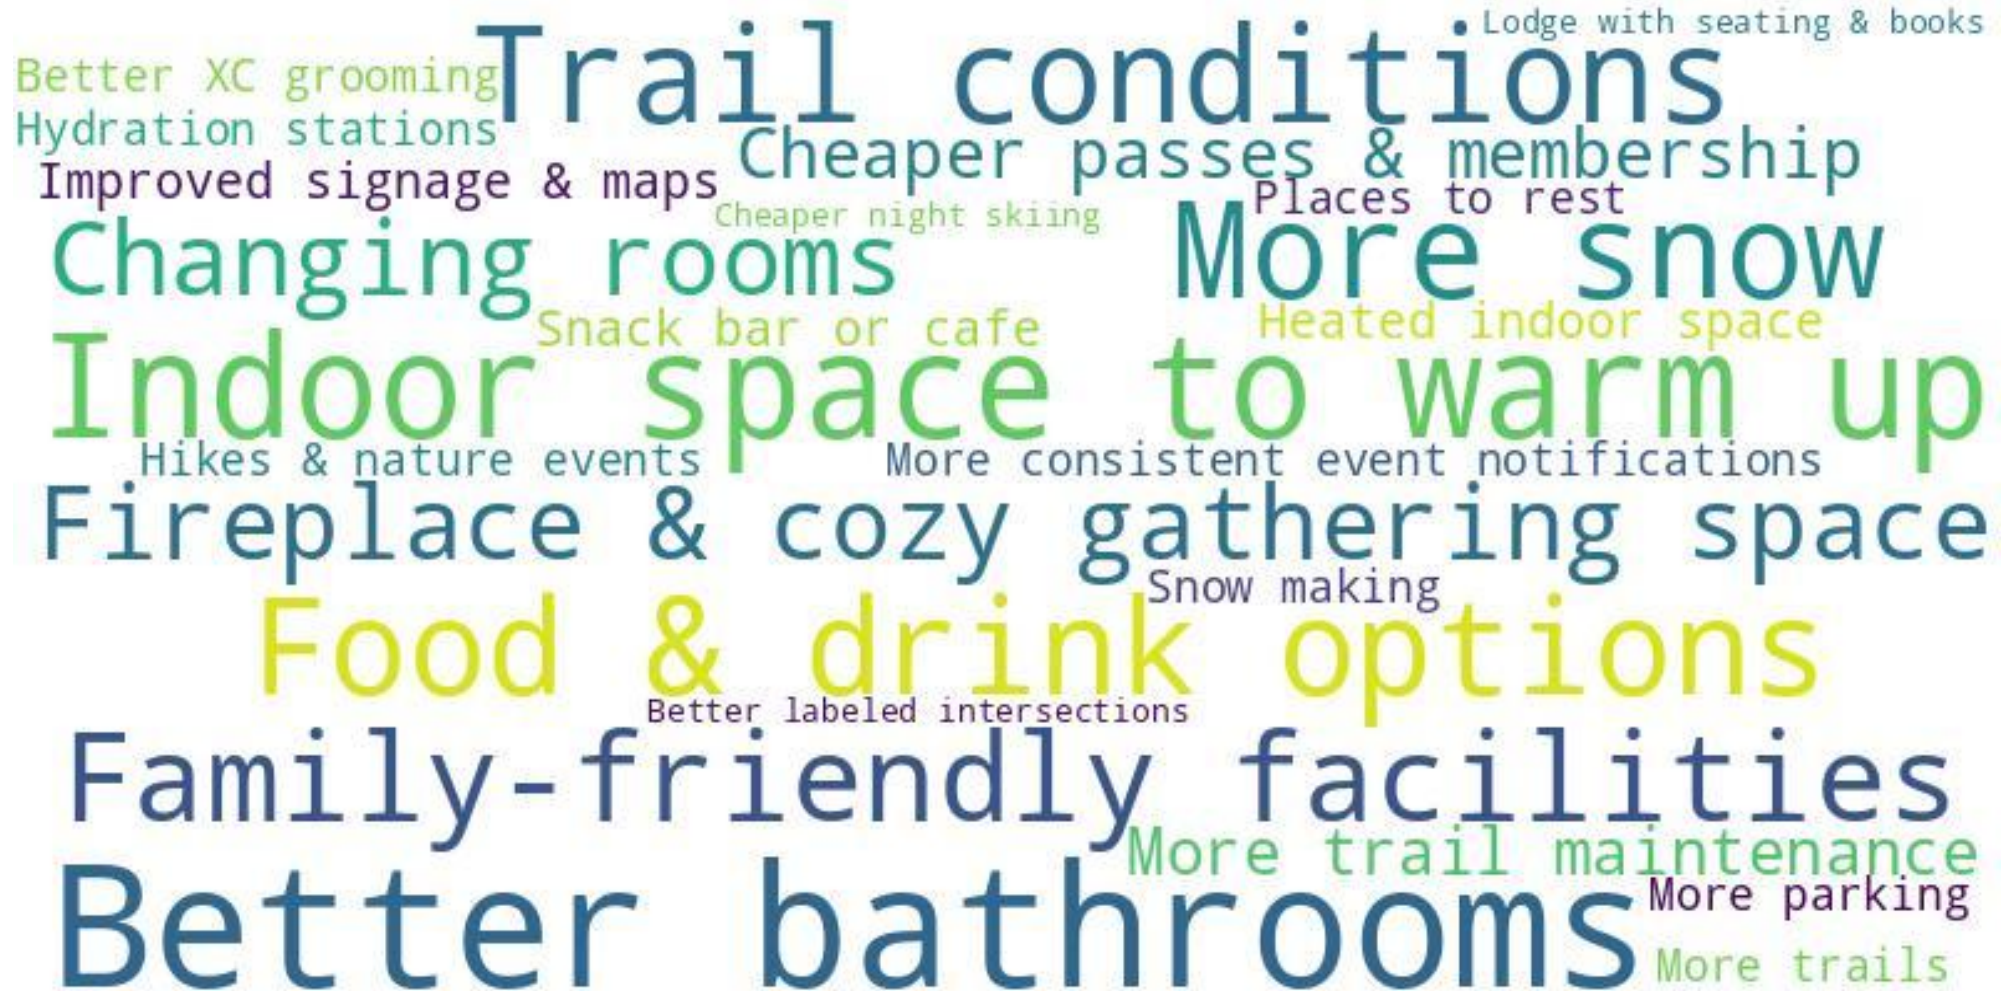 Lodge with seating & books
Trail conditions
Better XC grooming
Hydration stations
Cheaper passes & membership
Improved signage & maps
Places to rest
Cheaper night skiing
Changing rooms
More snow
Snack bar or cafe
Heated indoor space
Indoor space to warm up
Hikes & nature events
More consistent event notifications
Fireplace & cozy gathering space
Snow making
Food & drink options
Better labeled intersections
Family-friendly facilities
More trail maintenance
Better bathrooms
More parking
More trails